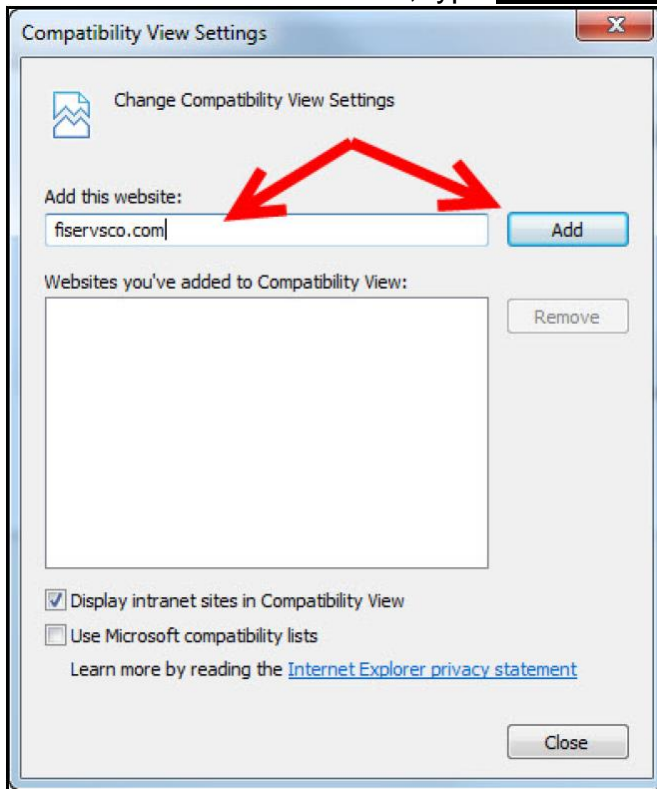 Compatibility View Settings
Change Compatibility View Settings
Add this website:
fiservsco.com
Add
Websites you've added to Compatibility View:
Remove
Display intranet sites in Compatibility View
Use Microsoft compatibility lists
Learn more by reading the Internet Explorer privacy statement
Close